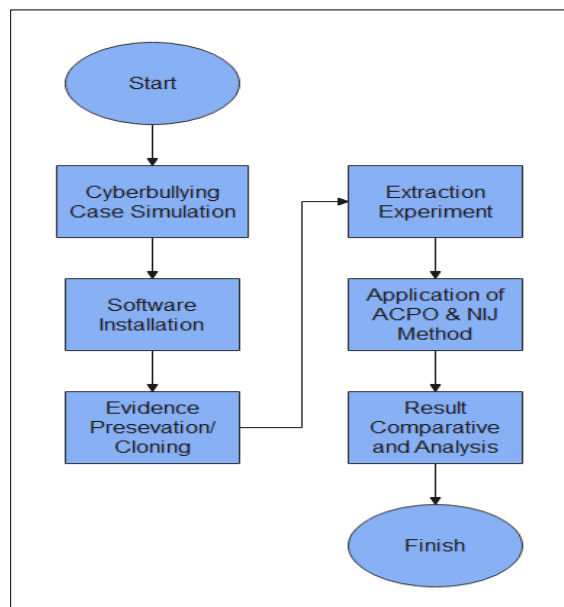 Start
Cyberbullying
Case Simulation
Software
Installation
Evidence
Presevation/
Cloning
Extraction
Experiment
Application of
ACPO & NIJ
Method
Result
Comparative
and Analysis
Finish